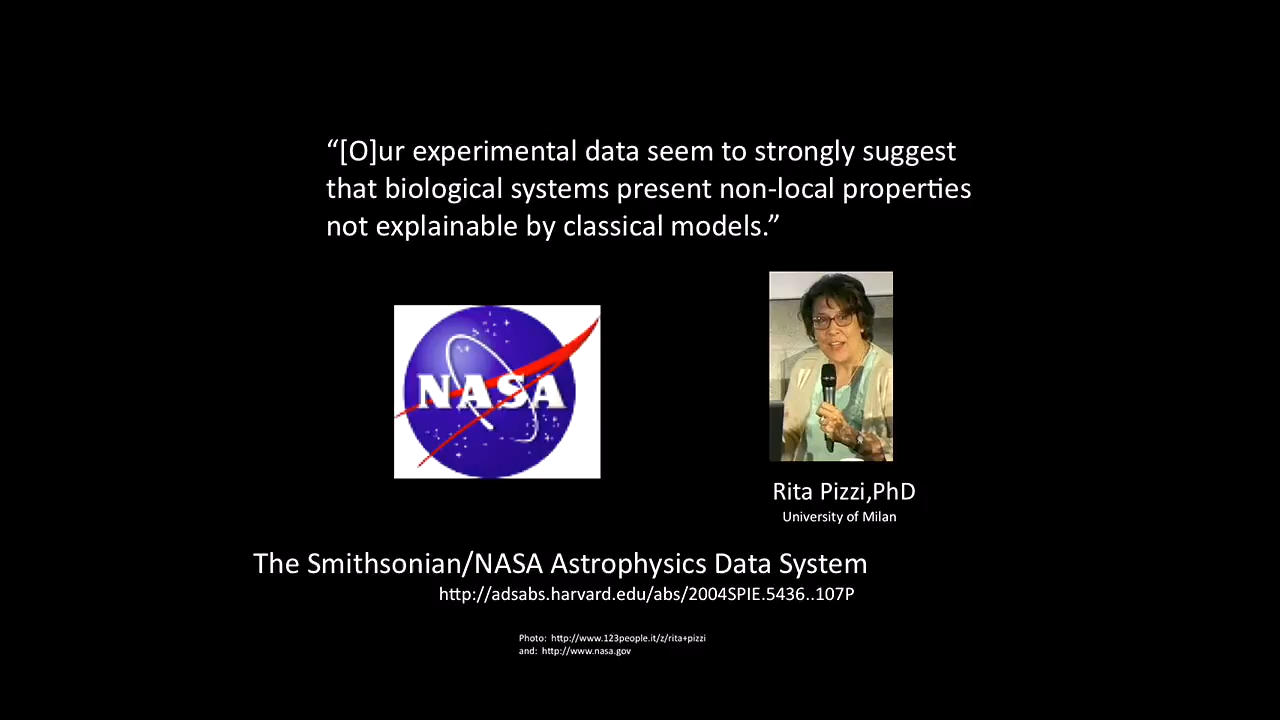 “[O]ur experimental data seem to strongly suggest
that biological systems present non-local properties
not explainable by classical models.”
NASA
Rita Pizzi,PhD
University of Milan
The Smithsonian/NASA Astrophysics Data System
http://adsabs.harvard.edu/abs/2004SPIE.5436..107P
Photo: http://www.123people.it/z/rita+pizzi
and: http://www.nasa.gov